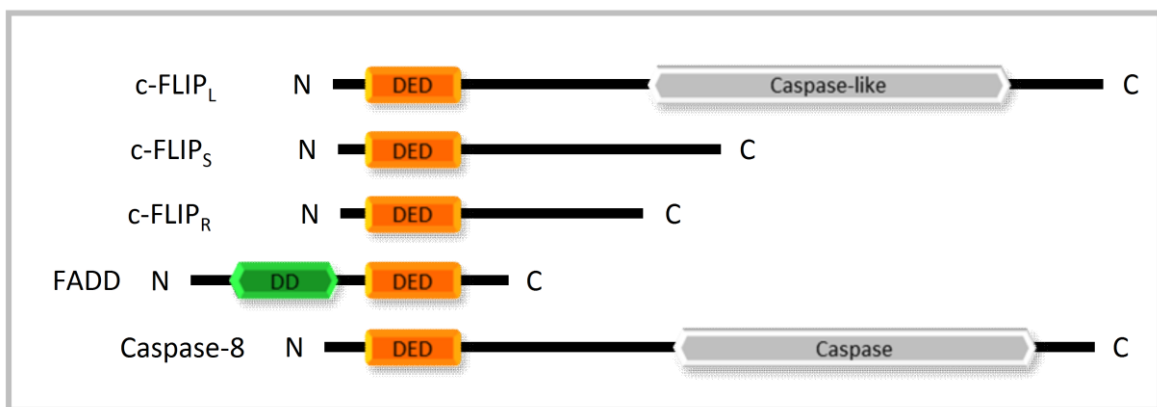 c-FLIPL N DED Caspase-like C
c-FLIPS N DED C
c-FLIPR N DED C
FADD N DD DED C
Caspase-8 N DED Caspase C